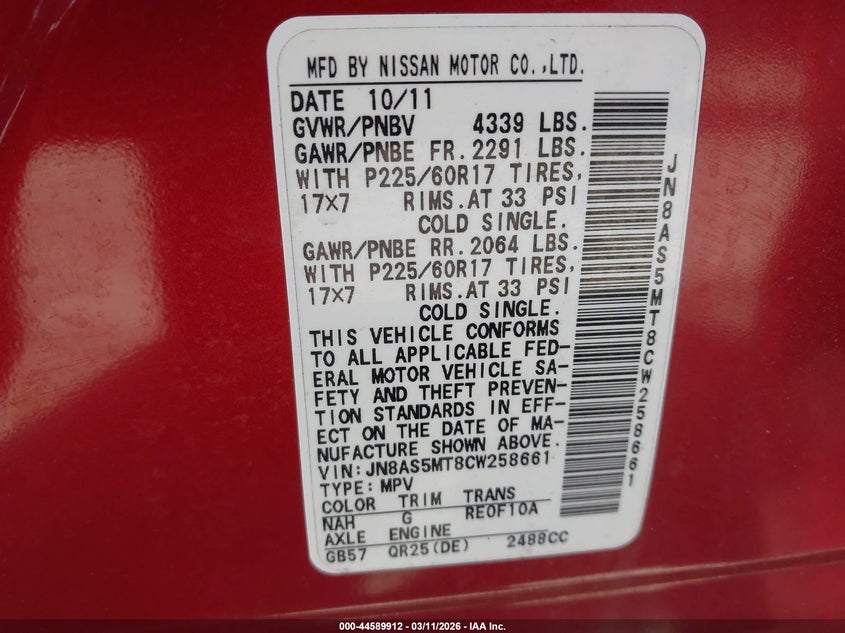 MFD BY NISSAN MOTOR CO.,LTD.
DATE 10/11
GVWR/PNBV 4339 LBS.
GAWR/PNBE FR. 2291 LBS.
WITH P225/60R17 TIRES,
17X7 RIMS. AT 33 PSI
COLD SINGLE.
GAWR/PNBE RR. 2064 LBS.
WITH P225/60R17 TIRES,
17X7 RIMS. AT 33 PSI
COLD SINGLE.
THIS VEHICLE CONFORMS
TO ALL APPLICABLE FED-
ERAL MOTOR VEHICLE SA-
FETY AND THEFT PREVEN-
TION STANDARDS IN EFF-
ECT ON THE DATE OF MA-
NUFACTURE SHOWN ABOVE.
VIN: JN8AS5MT8CW258661
TYPE: MPV
COLOR TRIM TRANS
NAH G RE0F10A
AXLE ENGINE
GB57 QR25(DE) 2488CC
JN8AS5MT8CW258661
000-44589912 - 03/11/2026 - IAA Inc.